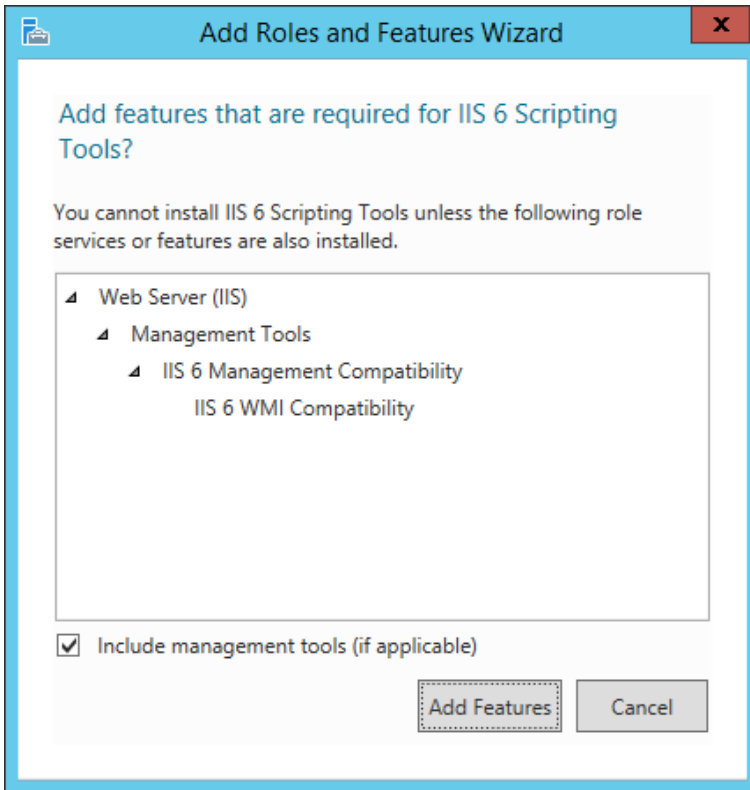 Add Roles and Features Wizard
x
Add features that are required for IIS 6 Scripting
Tools?
You cannot install IIS 6 Scripting Tools unless the following role
services or features are also installed.
Web Server (IIS)
Management Tools
IIS 6 Management Compatibility
IIS 6 WMI Compatibility
Include management tools (if applicable)
Add Features
Cancel